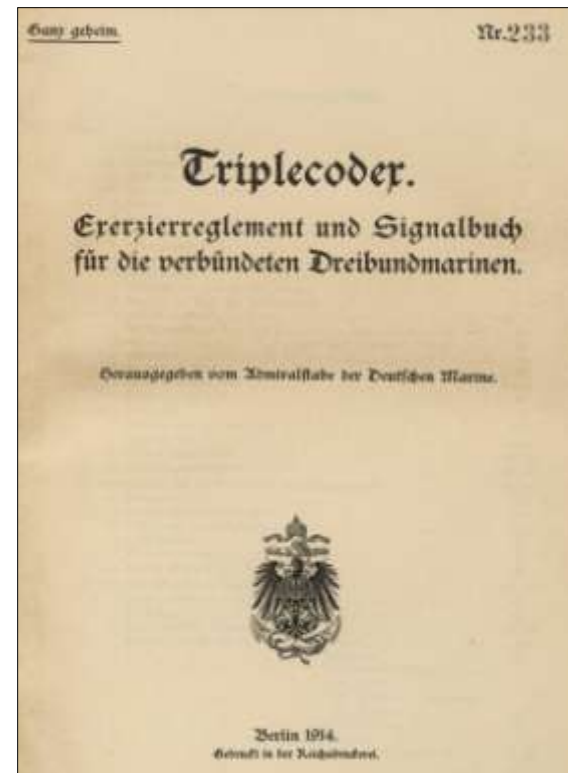 Ganz geheim.
Nr. 233
Triplecodex.
Exerzierreglement und Signalbuch
für die verbündeten Dreibundmarinen.
Herausgegeben vom Admiralstabe der Deutschen Marine.
Berlin 1914.
Gedruckt in der Reichsdruckerei.